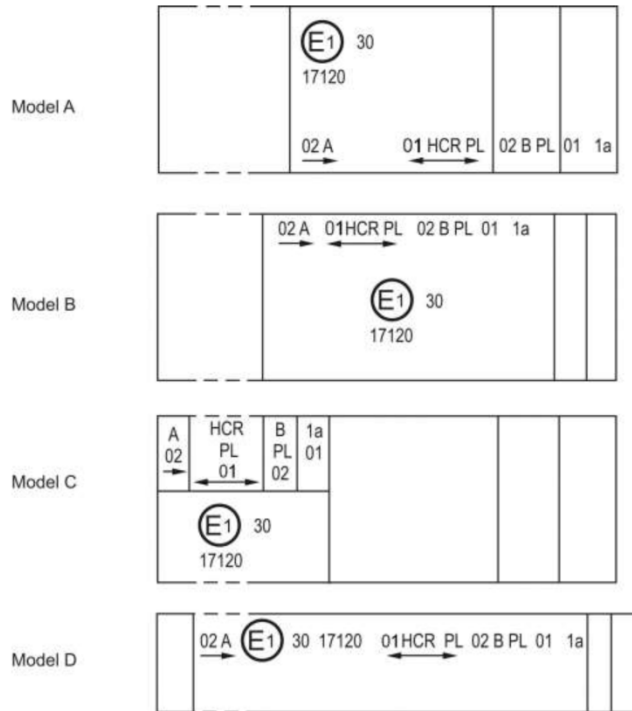 Model A
E1 30
17120
02 A 01 HCR PL 02 B PL 01 1a
Model B
02 A 01HCR PL 02 B PL 01 1a
E1 30
17120
Model C
A HCR B 1a
02 PL PL 01
01 02
E1 30
17120
Model D
02 A E1 30 17120 01HCR PL 02 B PL 01 1a